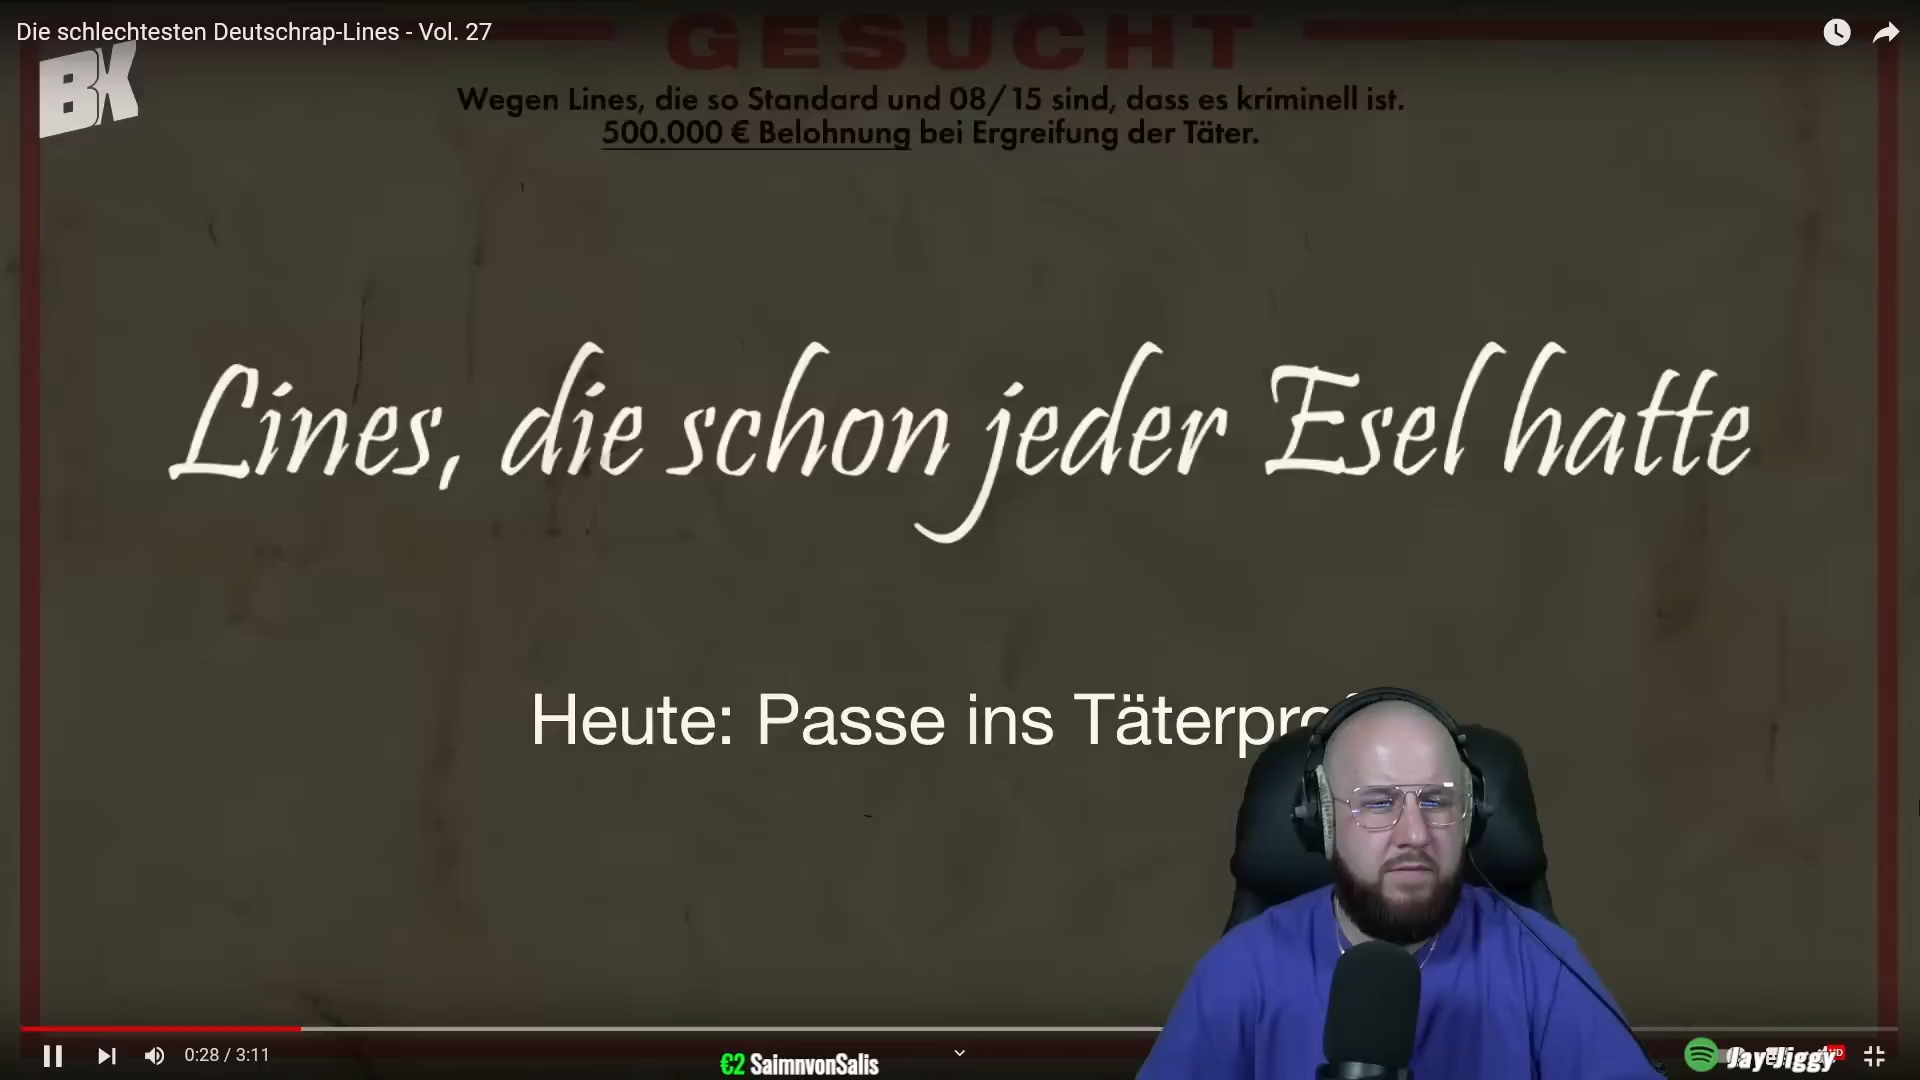 Die schlechtesten Deutschrap-Lines - Vol. 27
GESUCHT
BK
Wegen Lines, die so Standard und 08/15 sind, dass es kriminell ist.
500.000 € Belohnung bei Ergreifung der Täter.
Lines, die schon jeder Esel hatte
Heute: Passe ins
0:28 / 3:11
€2 SaimnvonSalis
JayJiggy
HD